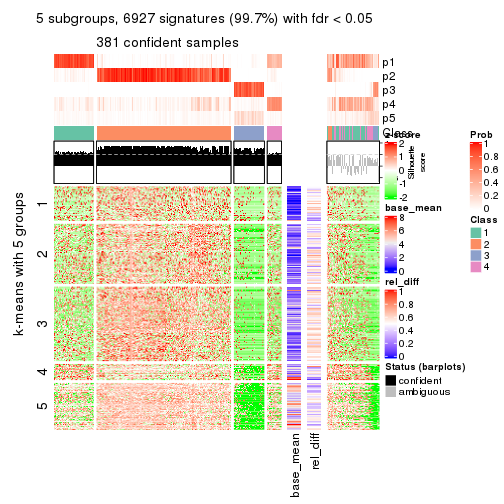 5 subgroups, 6927 signatures (99.7%) with fdr < 0.05
381 confident samples
p1
p2
p3
p4
p5
Class
z-score
2
1
0
-1
-2
Silhouette
score
Prob
1
0.8
0.6
0.4
0.2
0
Class
1
2
3
4
base_mean
8
6
4
2
0
rel_diff
1
0.8
0.6
0.4
0.2
0
Status (barplots)
confident
ambiguous
k-means with 5 groups
1
2
3
4
5
base_mean
rel_diff